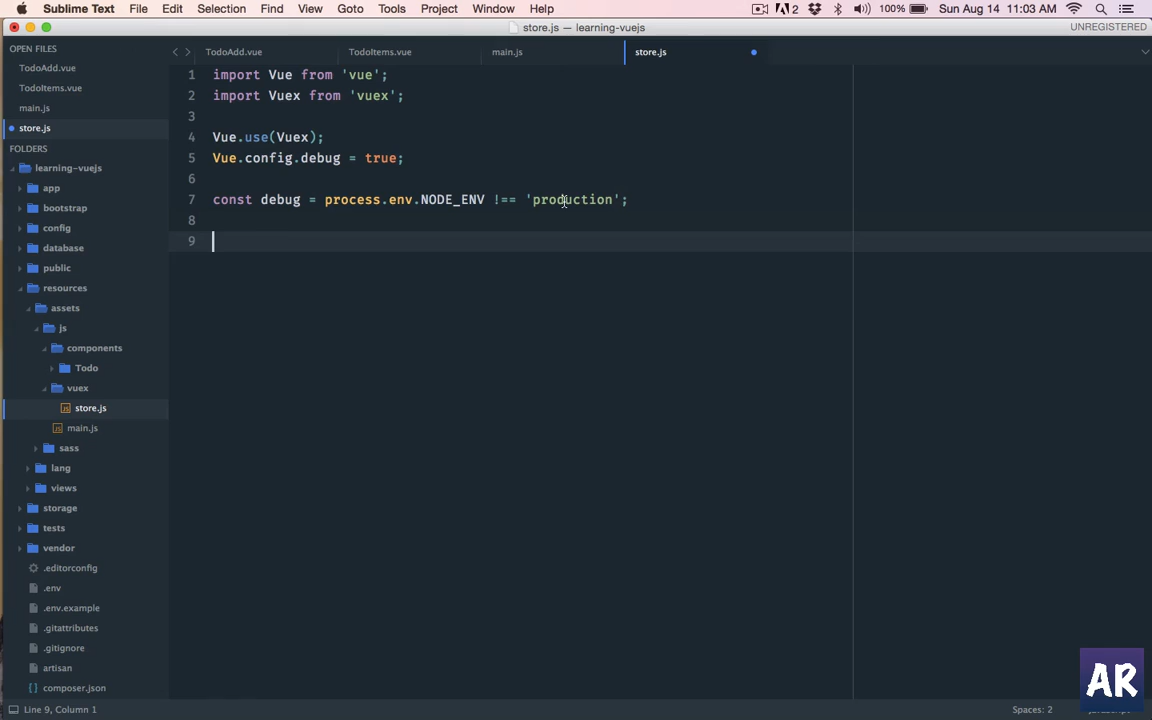 Sublime Text File Edit Selection Find View Goto Tools Project Window Help 2 100% Sun Aug 14 11:03 AM
store.js — learning-vuejs UNREGISTERED
OPEN FILES
TodoAdd.vue
TodoItems.vue
main.js
store.js
FOLDERS
learning-vuejs
app
bootstrap
config
database
public
resources
assets
js
components
Todo
vuex
store.js
main.js
sass
lang
views
storage
tests
vendor
.editorconfig
.env
.env.example
.gitattributes
.gitignore
artisan
{} composer.json
TodoAdd.vue TodoItems.vue main.js store.js
1 import Vue from 'vue';
2 import Vuex from 'vuex';
3
4 Vue.use(Vuex);
5 Vue.config.debug = true;
6
7 const debug = process.env.NODE_ENV !== 'production';
8
9
AR
Line 9, Column 1 Spaces: 2